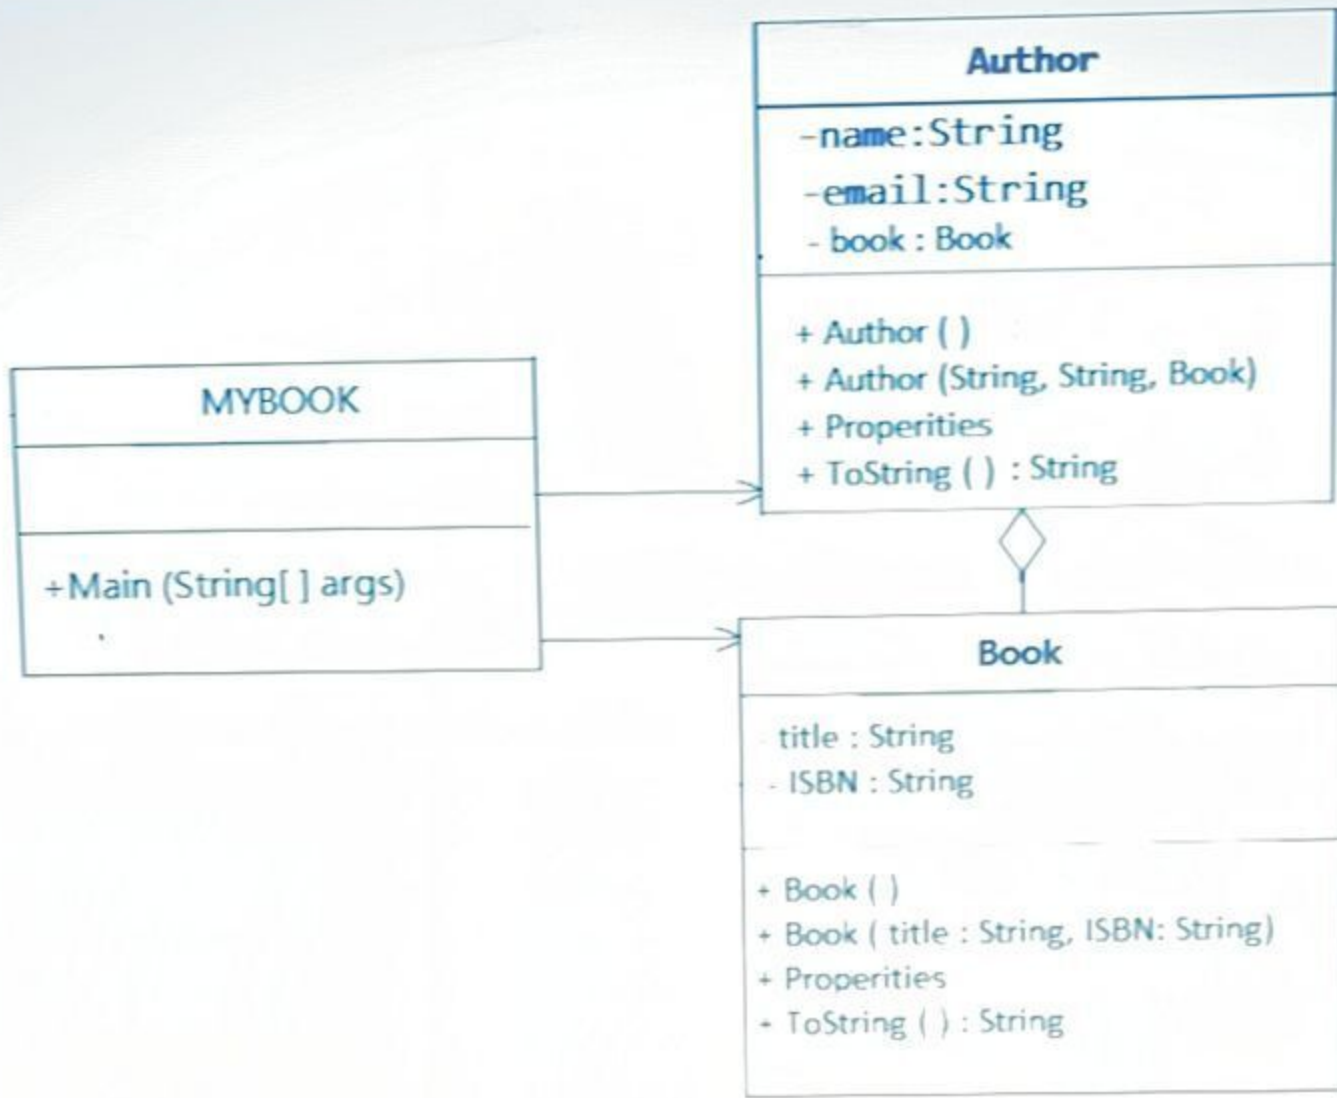 Author
-name:String
-email:String
- book : Book
+ Author ( )
+ Author (String, String, Book)
+ Properities
+ ToString ( ) : String
MYBOOK
+Main (String[ ] args)
Book
title : String
- ISBN : String
+ Book ( )
+ Book ( title : String, ISBN: String)
+ Properities
+ ToString ( ) : String